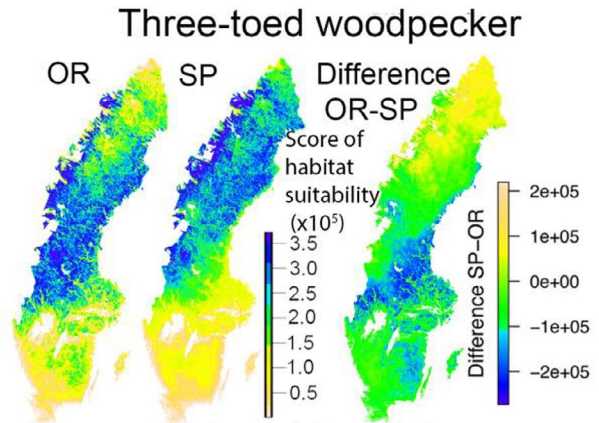 Three-toed woodpecker
OR
SP
Difference
OR-SP
Score of
habitat
suitability
(x10⁵)
3.5
3.0
2.5
2.0
1.5
1.0
0.5
Difference SP–OR
2e+05
1e+05
0e+00
−1e+05
−2e+05